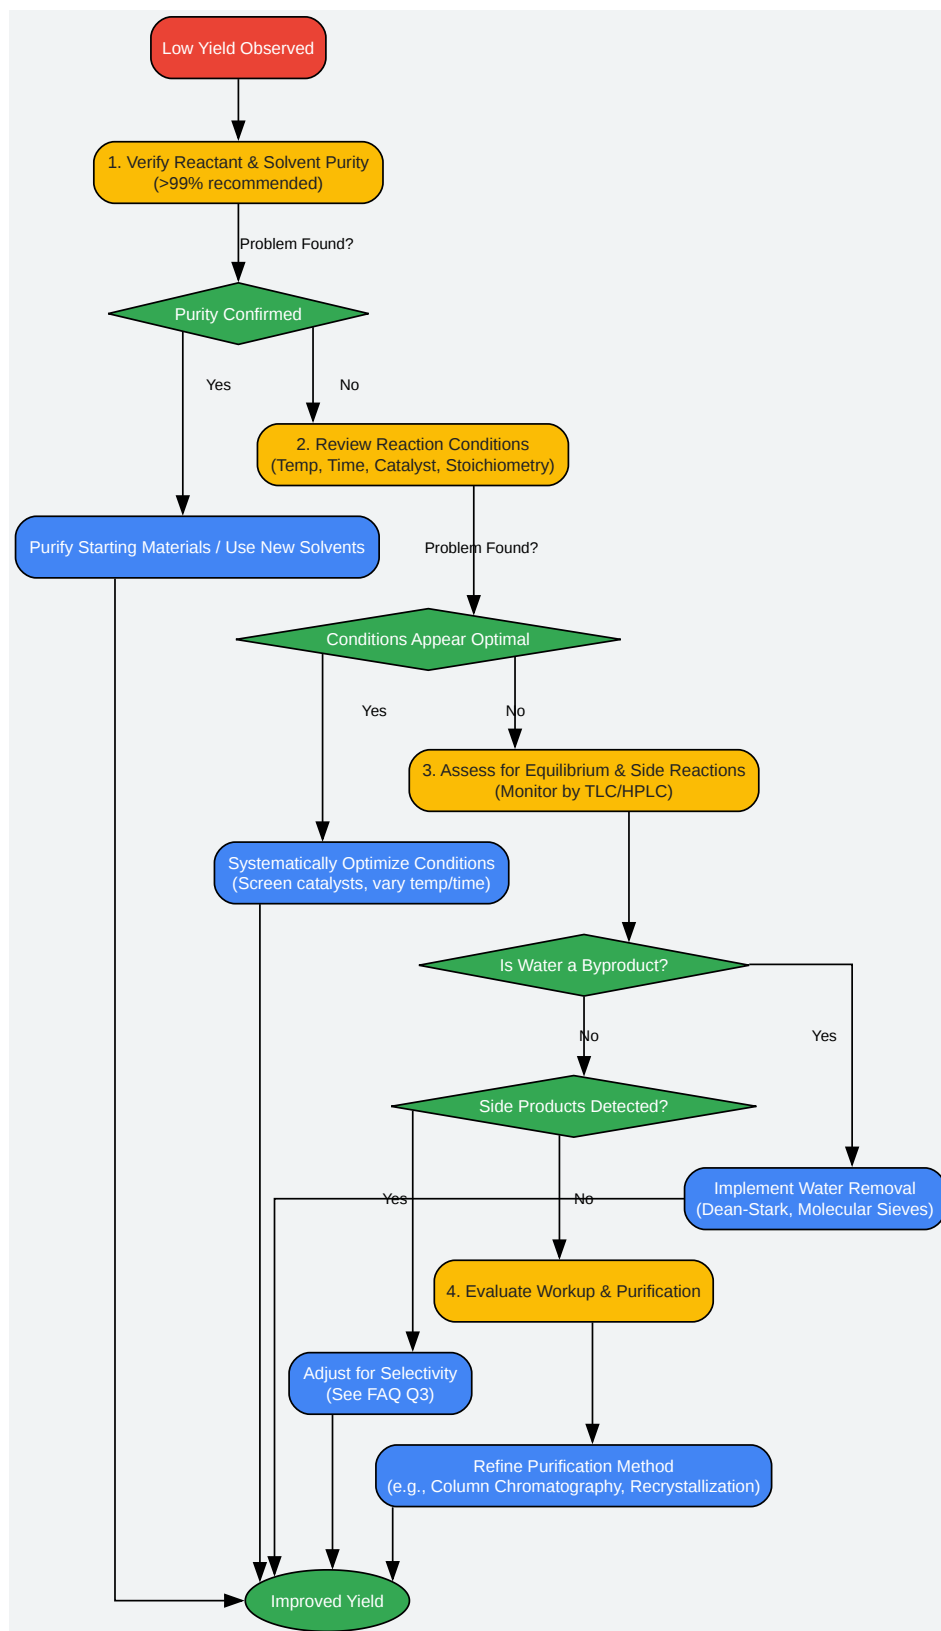 Low Yield Observed
1. Verify Reactant & Solvent Purity
(>99% recommended)
Problem Found?
Purity Confirmed
Yes
No
2. Review Reaction Conditions
(Temp, Time, Catalyst, Stoichiometry)
Purify Starting Materials / Use New Solvents
Problem Found?
Conditions Appear Optimal
Yes
No
3. Assess for Equilibrium & Side Reactions
(Monitor by TLC/HPLC)
Systematically Optimize Conditions
(Screen catalysts, vary temp/time)
Is Water a Byproduct?
No
Yes
Side Products Detected?
Implement Water Removal
(Dean-Stark, Molecular Sieves)
Yes
No
4. Evaluate Workup & Purification
Adjust for Selectivity
(See FAQ Q3)
Refine Purification Method
(e.g., Column Chromatography, Recrystallization)
Improved Yield